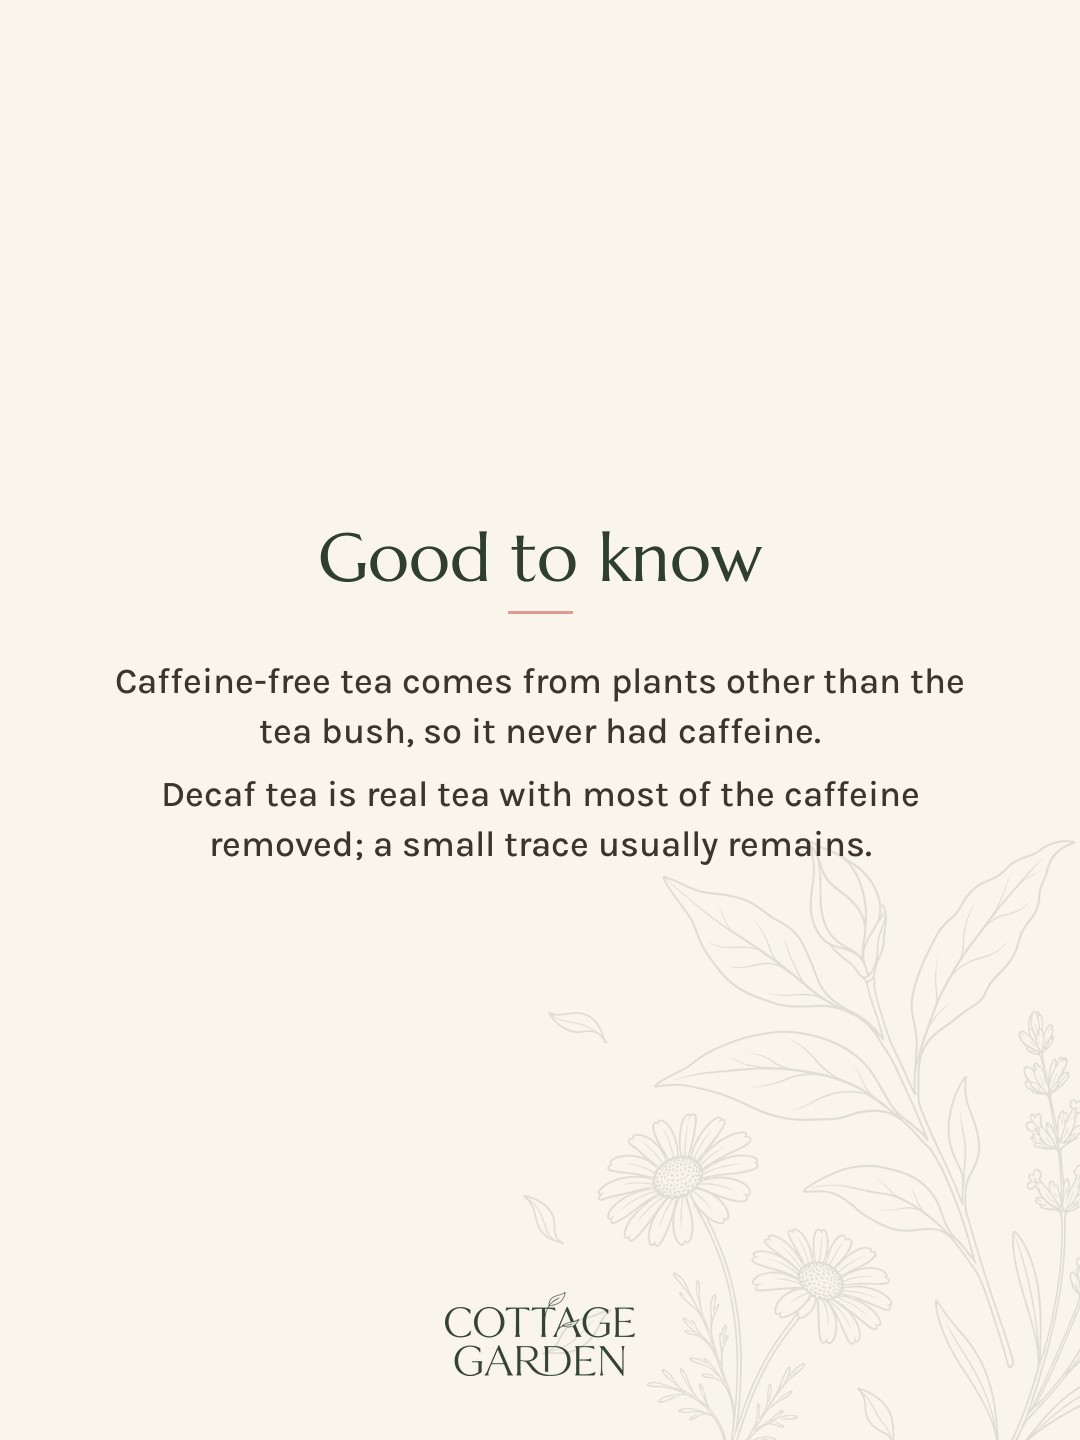 Good to know
Caffeine-free tea comes from plants other than the
tea bush, so it never had caffeine.
Decaf tea is real tea with most of the caffeine
removed; a small trace usually remains.
COTTAGE
GARDEN